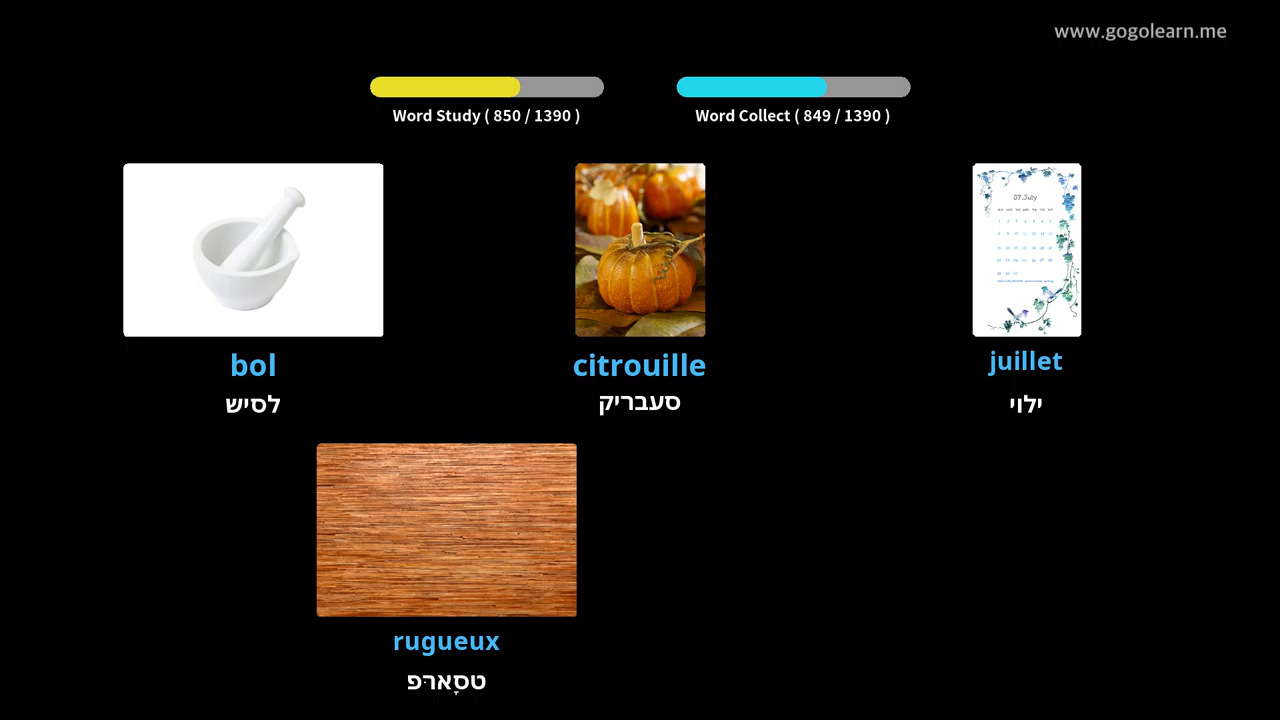 www.gogolearn.me
Word Study ( 850 / 1390 )
Word Collect ( 849 / 1390 )
bol
citrouille
juillet
לסיש
סעבריק
ילוי
rugueux
טסָארּפ